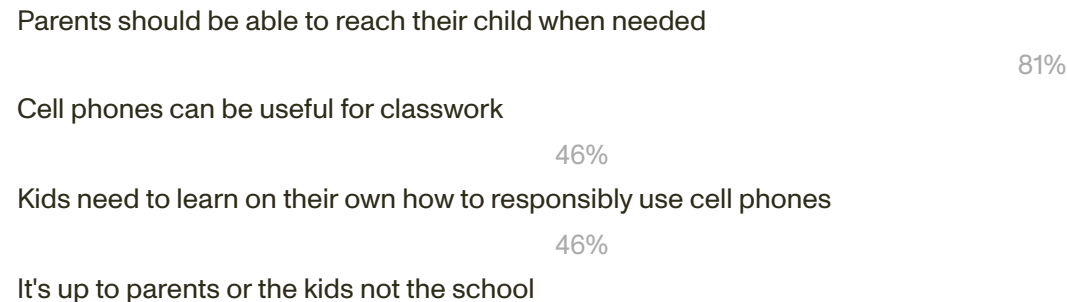 Parents should be able to reach their child when needed
81%
Cell phones can be useful for classwork
46%
Kids need to learn on their own how to responsibly use cell phones
46%
It's up to parents or the kids not the school